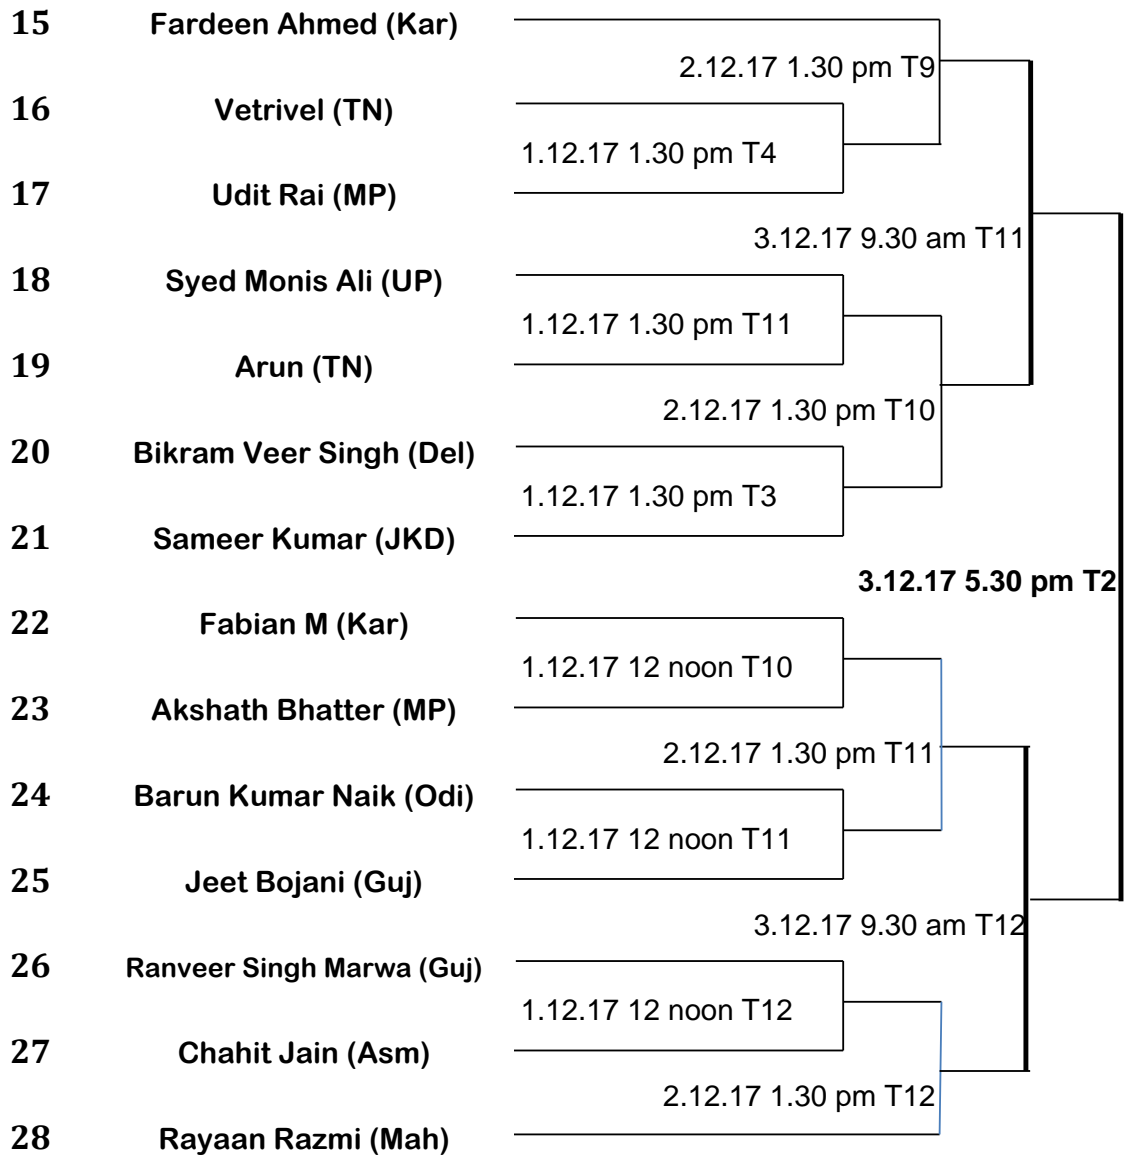 15 Fardeen Ahmed (Kar)
2.12.17 1.30 pm T9
16 Vetrivel (TN)
1.12.17 1.30 pm T4
17 Udit Rai (MP)
3.12.17 9.30 am T11
18 Syed Monis Ali (UP)
1.12.17 1.30 pm T11
19 Arun (TN)
2.12.17 1.30 pm T10
20 Bikram Veer Singh (Del)
1.12.17 1.30 pm T3
21 Sameer Kumar (JKD)
3.12.17 5.30 pm T2
22 Fabian M (Kar)
1.12.17 12 noon T10
23 Akshath Bhatter (MP)
2.12.17 1.30 pm T11
24 Barun Kumar Naik (Odi)
1.12.17 12 noon T11
25 Jeet Bojani (Guj)
3.12.17 9.30 am T12
26 Ranveer Singh Marwa (Guj)
1.12.17 12 noon T12
27 Chahit Jain (Asm)
2.12.17 1.30 pm T12
28 Rayaan Razmi (Mah)